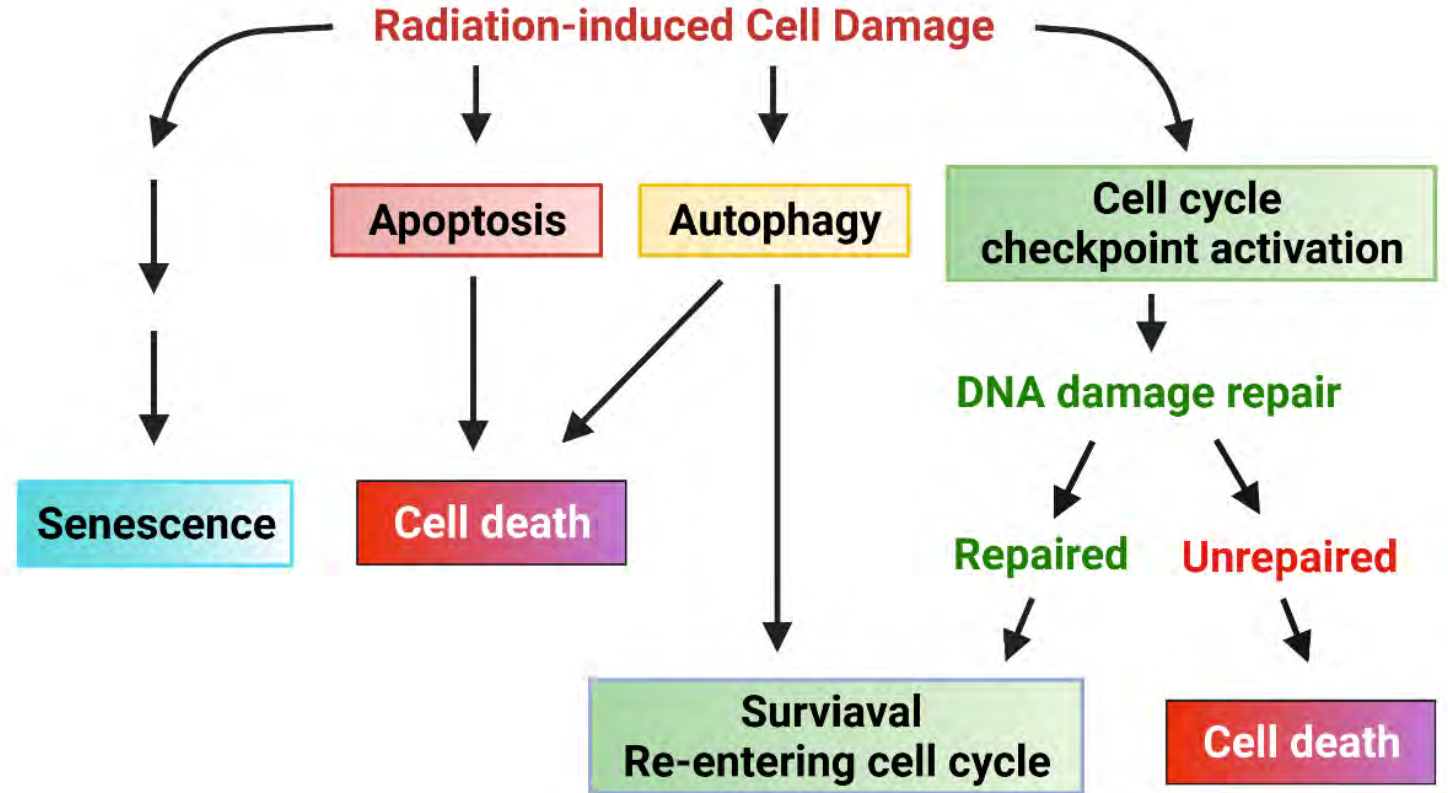 Radiation-induced Cell Damage
Apoptosis
Autophagy
Cell cycle
checkpoint activation
DNA damage repair
Senescence
Cell death
Repaired
Unrepaired
Surviaval
Re-entering cell cycle
Cell death